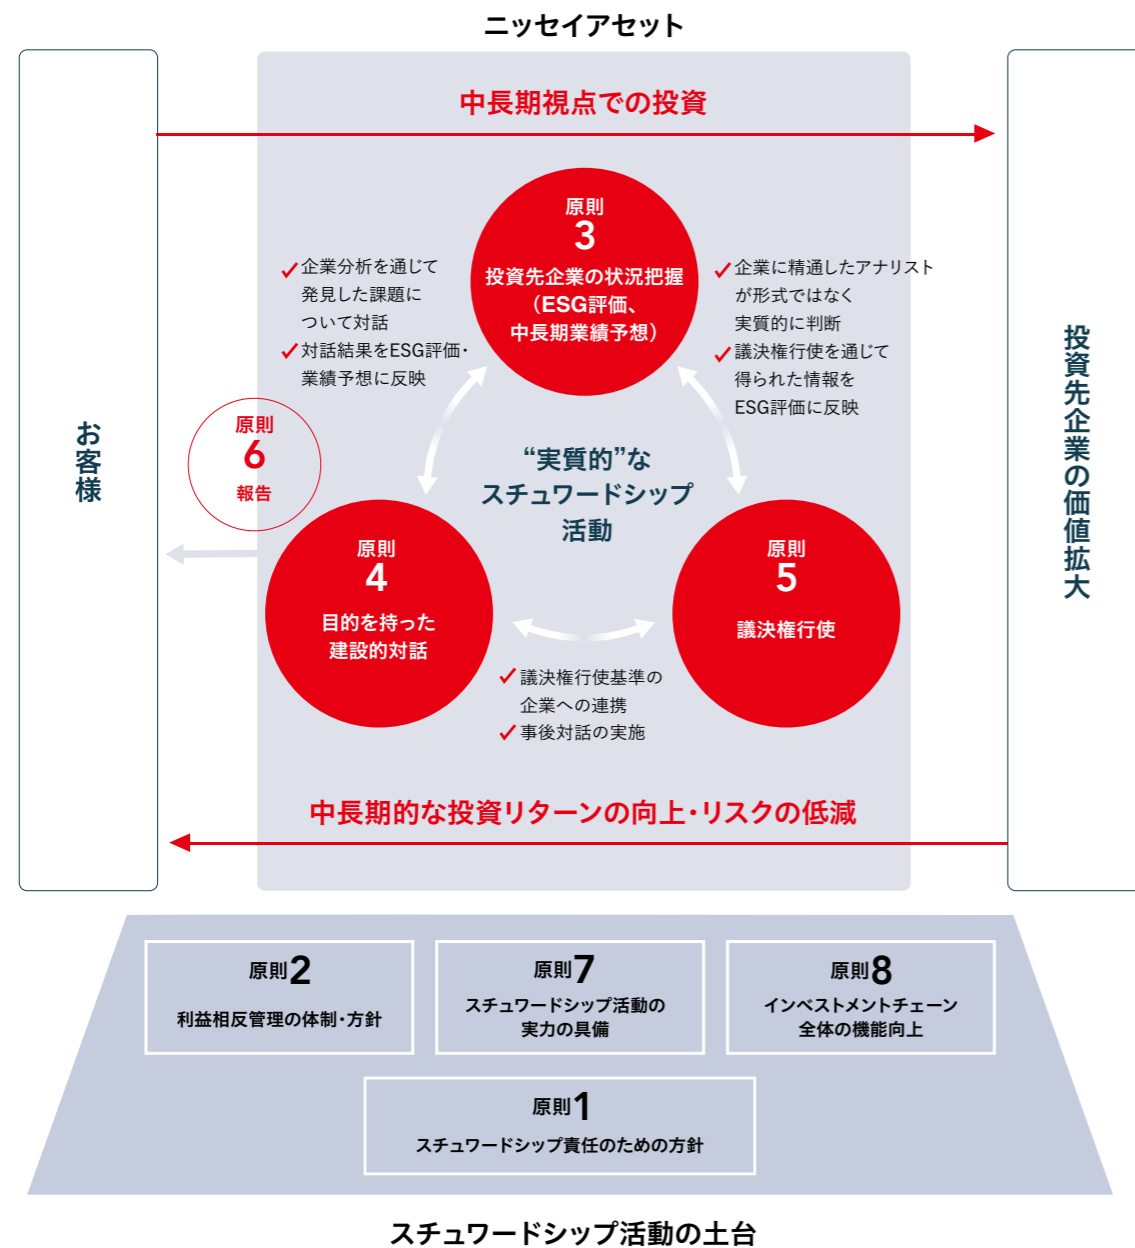 ニッセイアセット
中長期視点での投資
お客様
原則
3
投資先企業の状況把握
（ESG評価、
中長期業績予想）
企業分析を通じて
発見した課題に
ついて対話
対話結果をESG評価・
業績予想に反映
企業に精通したアナリスト
が形式ではなく
実質的に判断
議決権行使を通じて
得られた情報を
ESG評価に反映
原則
6
報告
“実質的”な
スチュワードシップ
活動
原則
4
目的を持った
建設的対話
原則
5
議決権行使
議決権行使基準の
企業への連携
事後対話の実施
投資先企業の価値拡大
中長期的な投資リターンの向上・リスクの低減
原則2
利益相反管理の体制・方針
原則7
スチュワードシップ活動の
実力の具備
原則8
インベストメントチェーン
全体の機能向上
原則1
スチュワードシップ責任のための方針
スチュワードシップ活動の土台